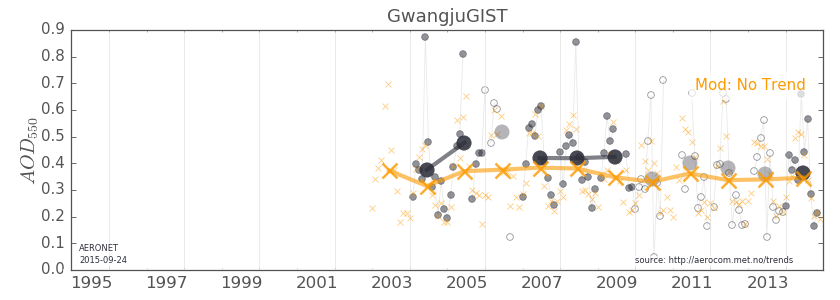 GwangjuGIST
0.9
0.8
0.7
0.6
0.5
0.4
0.3
0.2
0.1
0.0
AOD550
Mod: No Trend
AERONET
2015-09-24
source: http://aerocom.met.no/trends
1995 1997 1999 2001 2003 2005 2007 2009 2011 2013